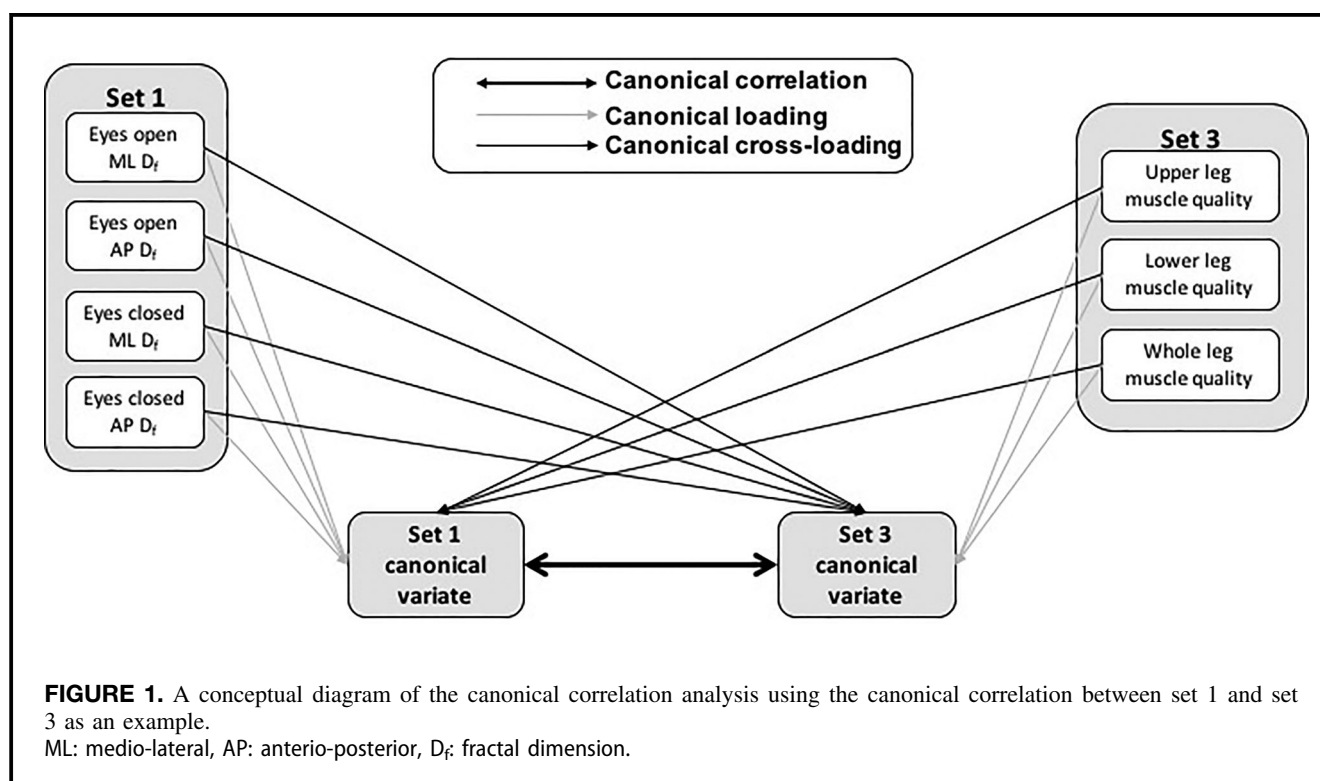 Set 1
Eyes open
ML Df
Eyes open
AP Df
Eyes closed
ML Df
Eyes closed
AP Df
Canonical correlation
Canonical loading
Canonical cross-loading
Set 3
Upper leg
muscle quality
Lower leg
muscle quality
Whole leg
muscle quality
Set 1
canonical
variate
Set 3
canonical
variate
FIGURE 1. A conceptual diagram of the canonical correlation analysis using the canonical correlation between set 1 and set
3 as an example.
ML: medio-lateral, AP: anterio-posterior, Df: fractal dimension.